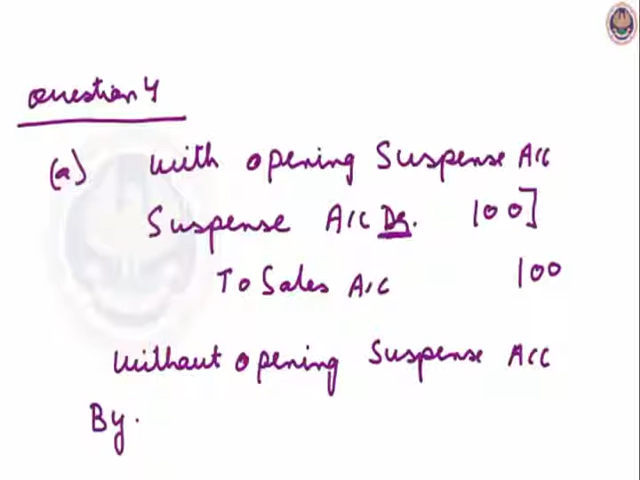 Question 4
(a) With opening Suspense A/C
Suspense A/C Dr. 100]
To Sales A/C 100
Without opening Suspense A/C
By.